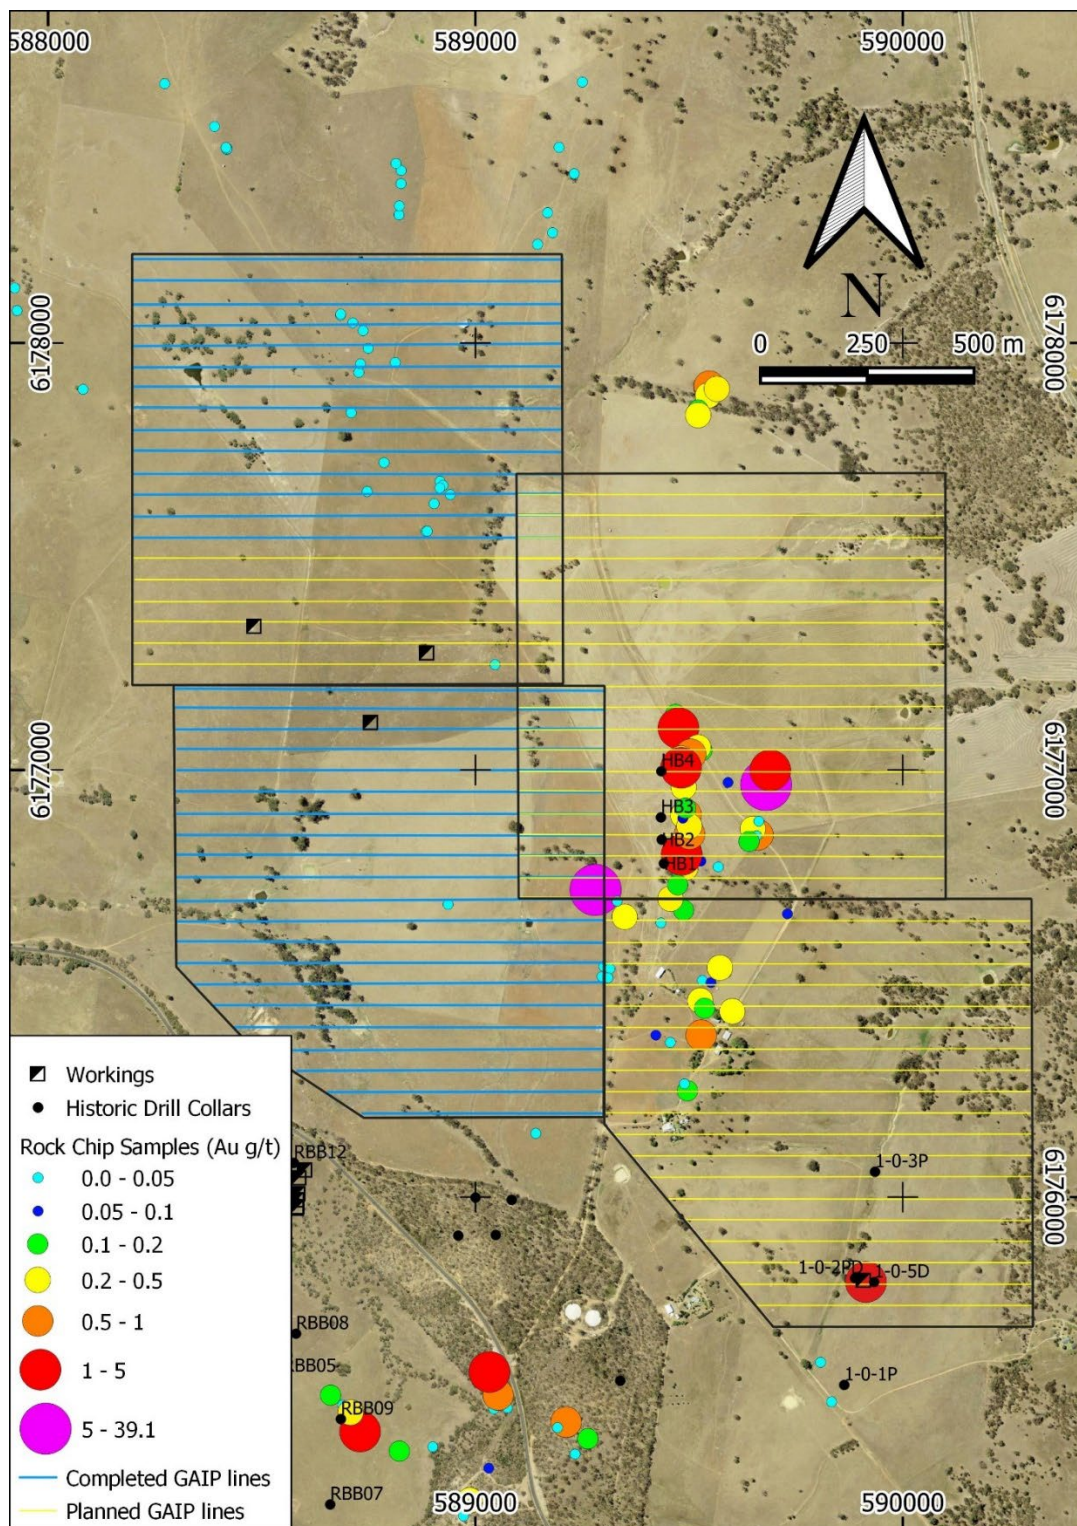 588000
589000
590000
N
6178000
6178000
0 250 500 m
HB4
6177000
6177000
HB3
HB2
HB1
Workings
Historic Drill Collars
Rock Chip Samples (Au g/t)
0.0 - 0.05
0.05 - 0.1
0.1 - 0.2
0.2 - 0.5
0.5 - 1
1 - 5
5 - 39.1
Completed GAIP lines
Planned GAIP lines
RBB12
1-0-3P
6176000
1-0-2PD
1-0-5D
RBB08
RBB05
1-0-1P
RBB09
RBB07
589000
590000